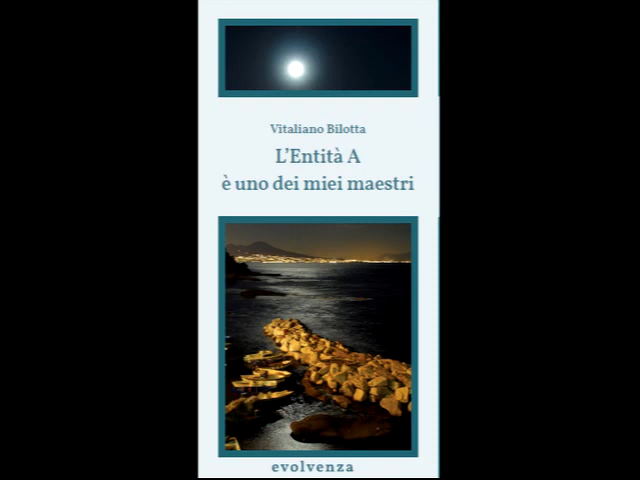 Vitaliano Bilotta
L'Entità A
è uno dei miei maestri
evolvenza